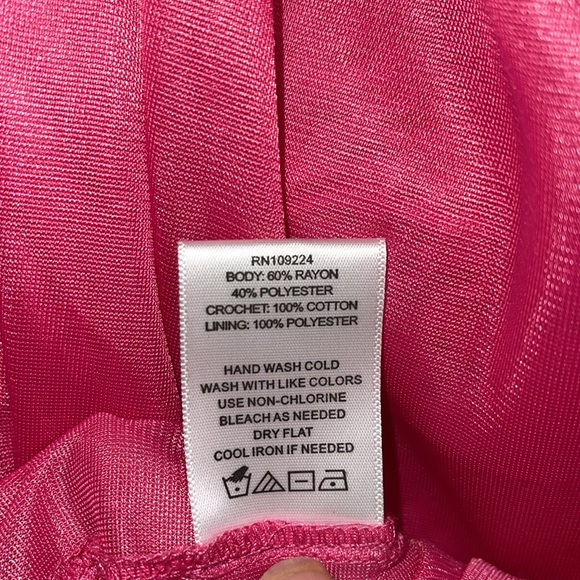 RN109224
BODY: 60% RAYON
40% POLYESTER
CROCHET: 100% COTTON
LINING: 100% POLYESTER
HAND WASH COLD
WASH WITH LIKE COLORS
USE NON-CHLORINE
BLEACH AS NEEDED
DRY FLAT
COOL IRON IF NEEDED